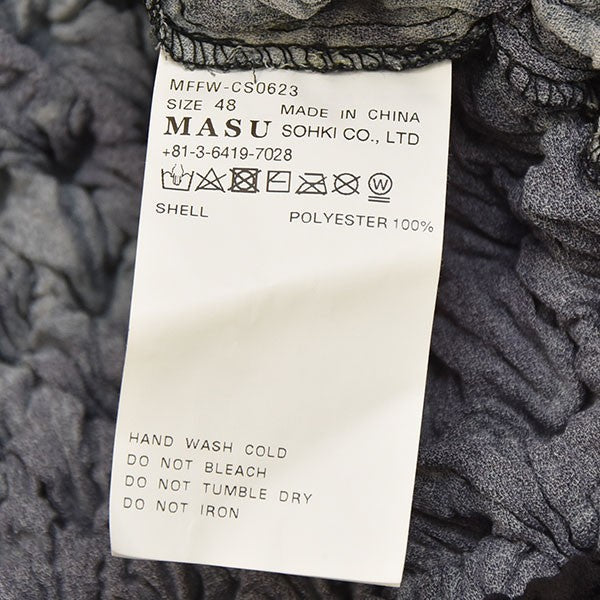 MFFW-CS0623
SIZE 48 MADE IN CHINA
MASU SOHKI CO., LTD
+81-3-6419-7028
W
SHELL POLYESTER 100%
HAND WASH COLD
DO NOT BLEACH
DO NOT TUMBLE DRY
DO NOT IRON